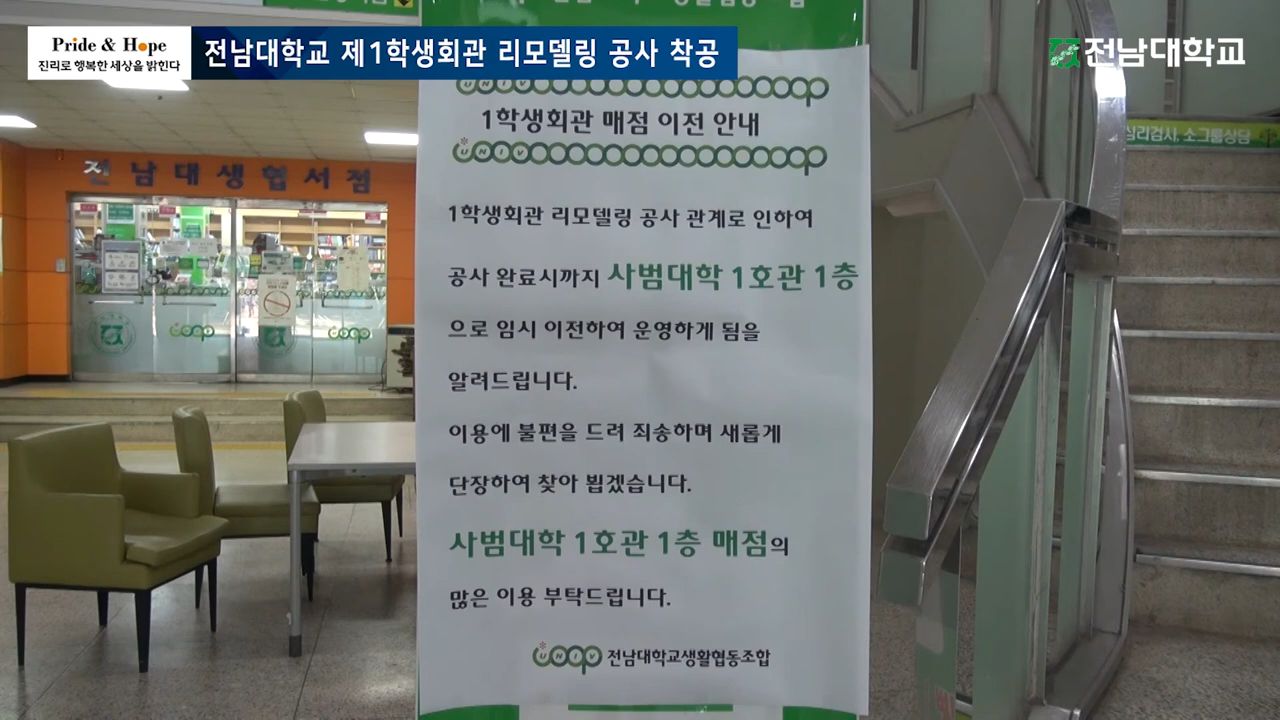 Pride & Hope
진리로 행복한 세상을 밝힌다
전남대학교 제1학생회관 리모델링 공사 착공
전남대학교
심리검사, 소그룹상담
전남대생협서점
coop
coop
UNIV
1학생회관 매점 이전 안내
UNIV
1학생회관 리모델링 공사 관계로 인하여
공사 완료시까지 사범대학 1호관 1층
으로 임시 이전하여 운영하게 됨을
알려드립니다.
이용에 불편을 드려 죄송하며 새롭게
단장하여 찾아 뵙겠습니다.
사범대학 1호관 1층 매점의
많은 이용 부탁드립니다.
UNIV coop 전남대학교생활협동조합